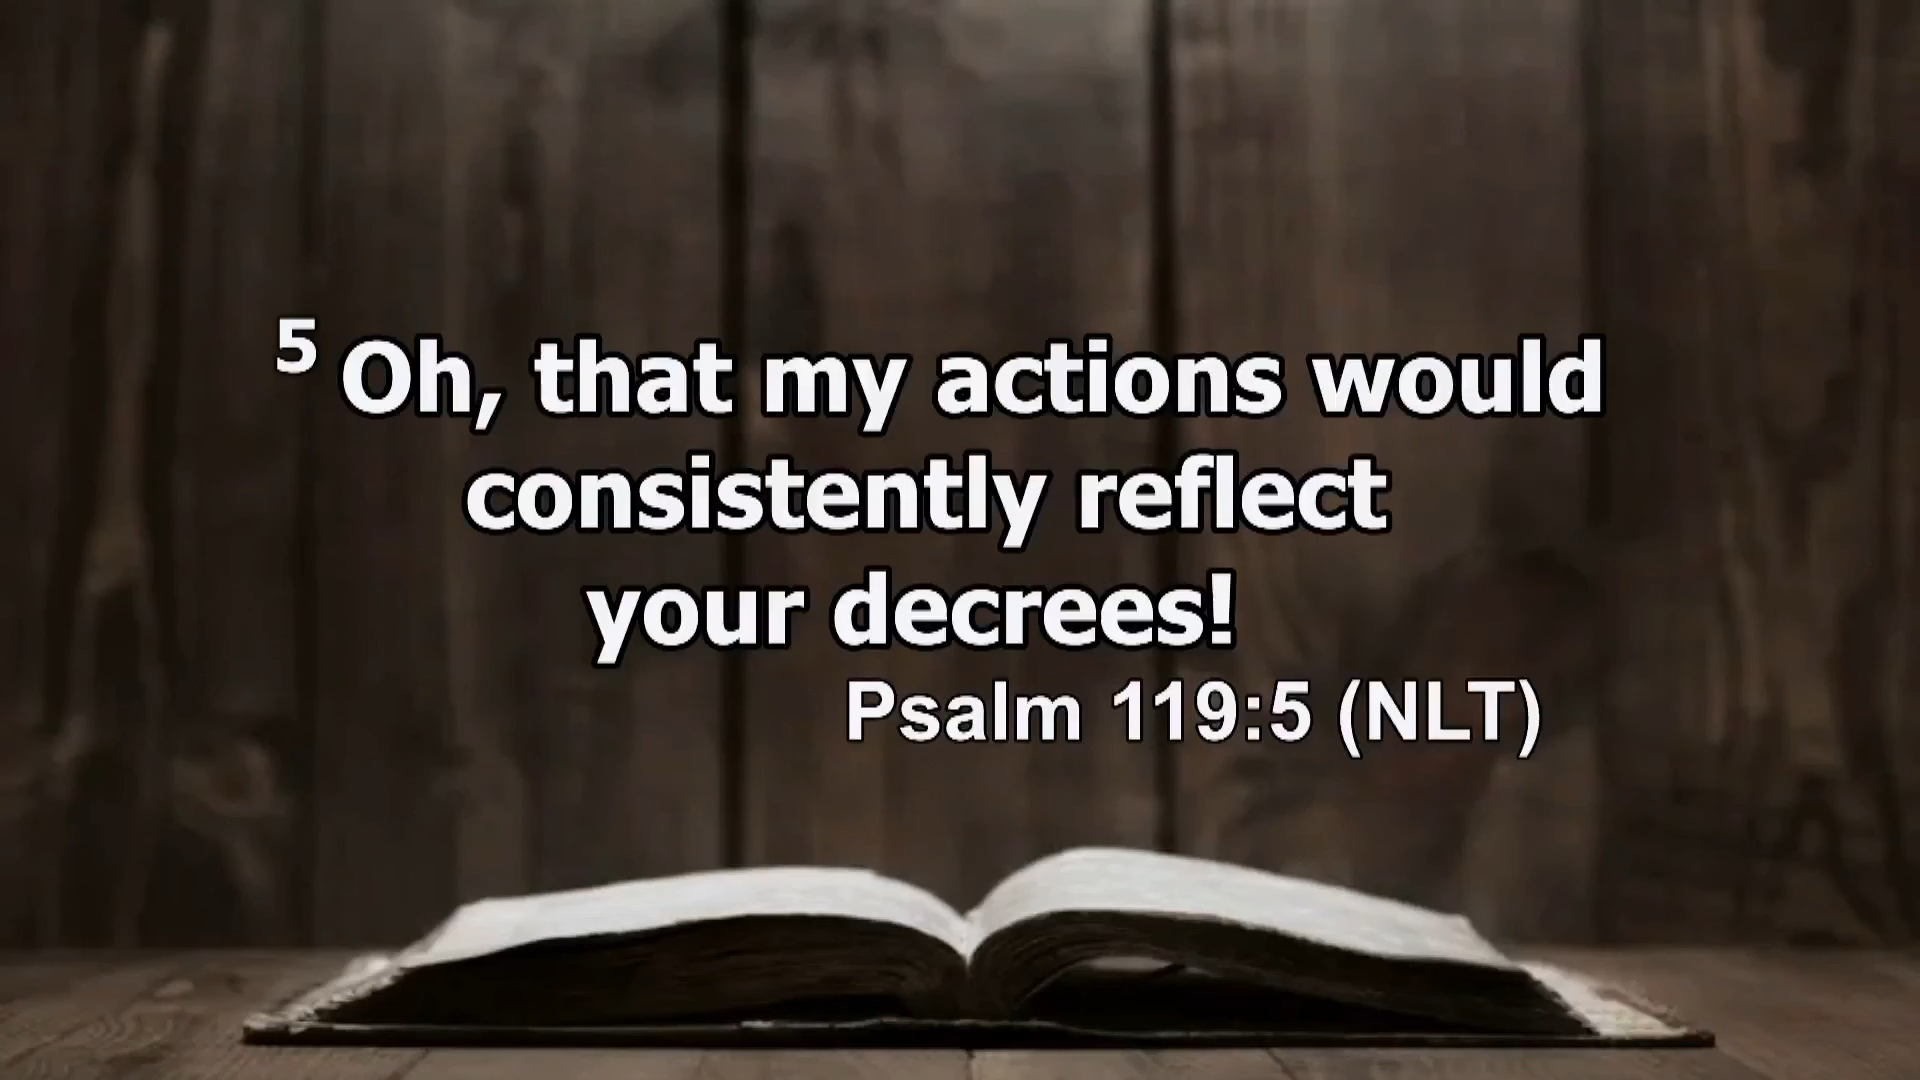 5 Oh, that my actions would
consistently reflect
your decrees!
Psalm 119:5 (NLT)